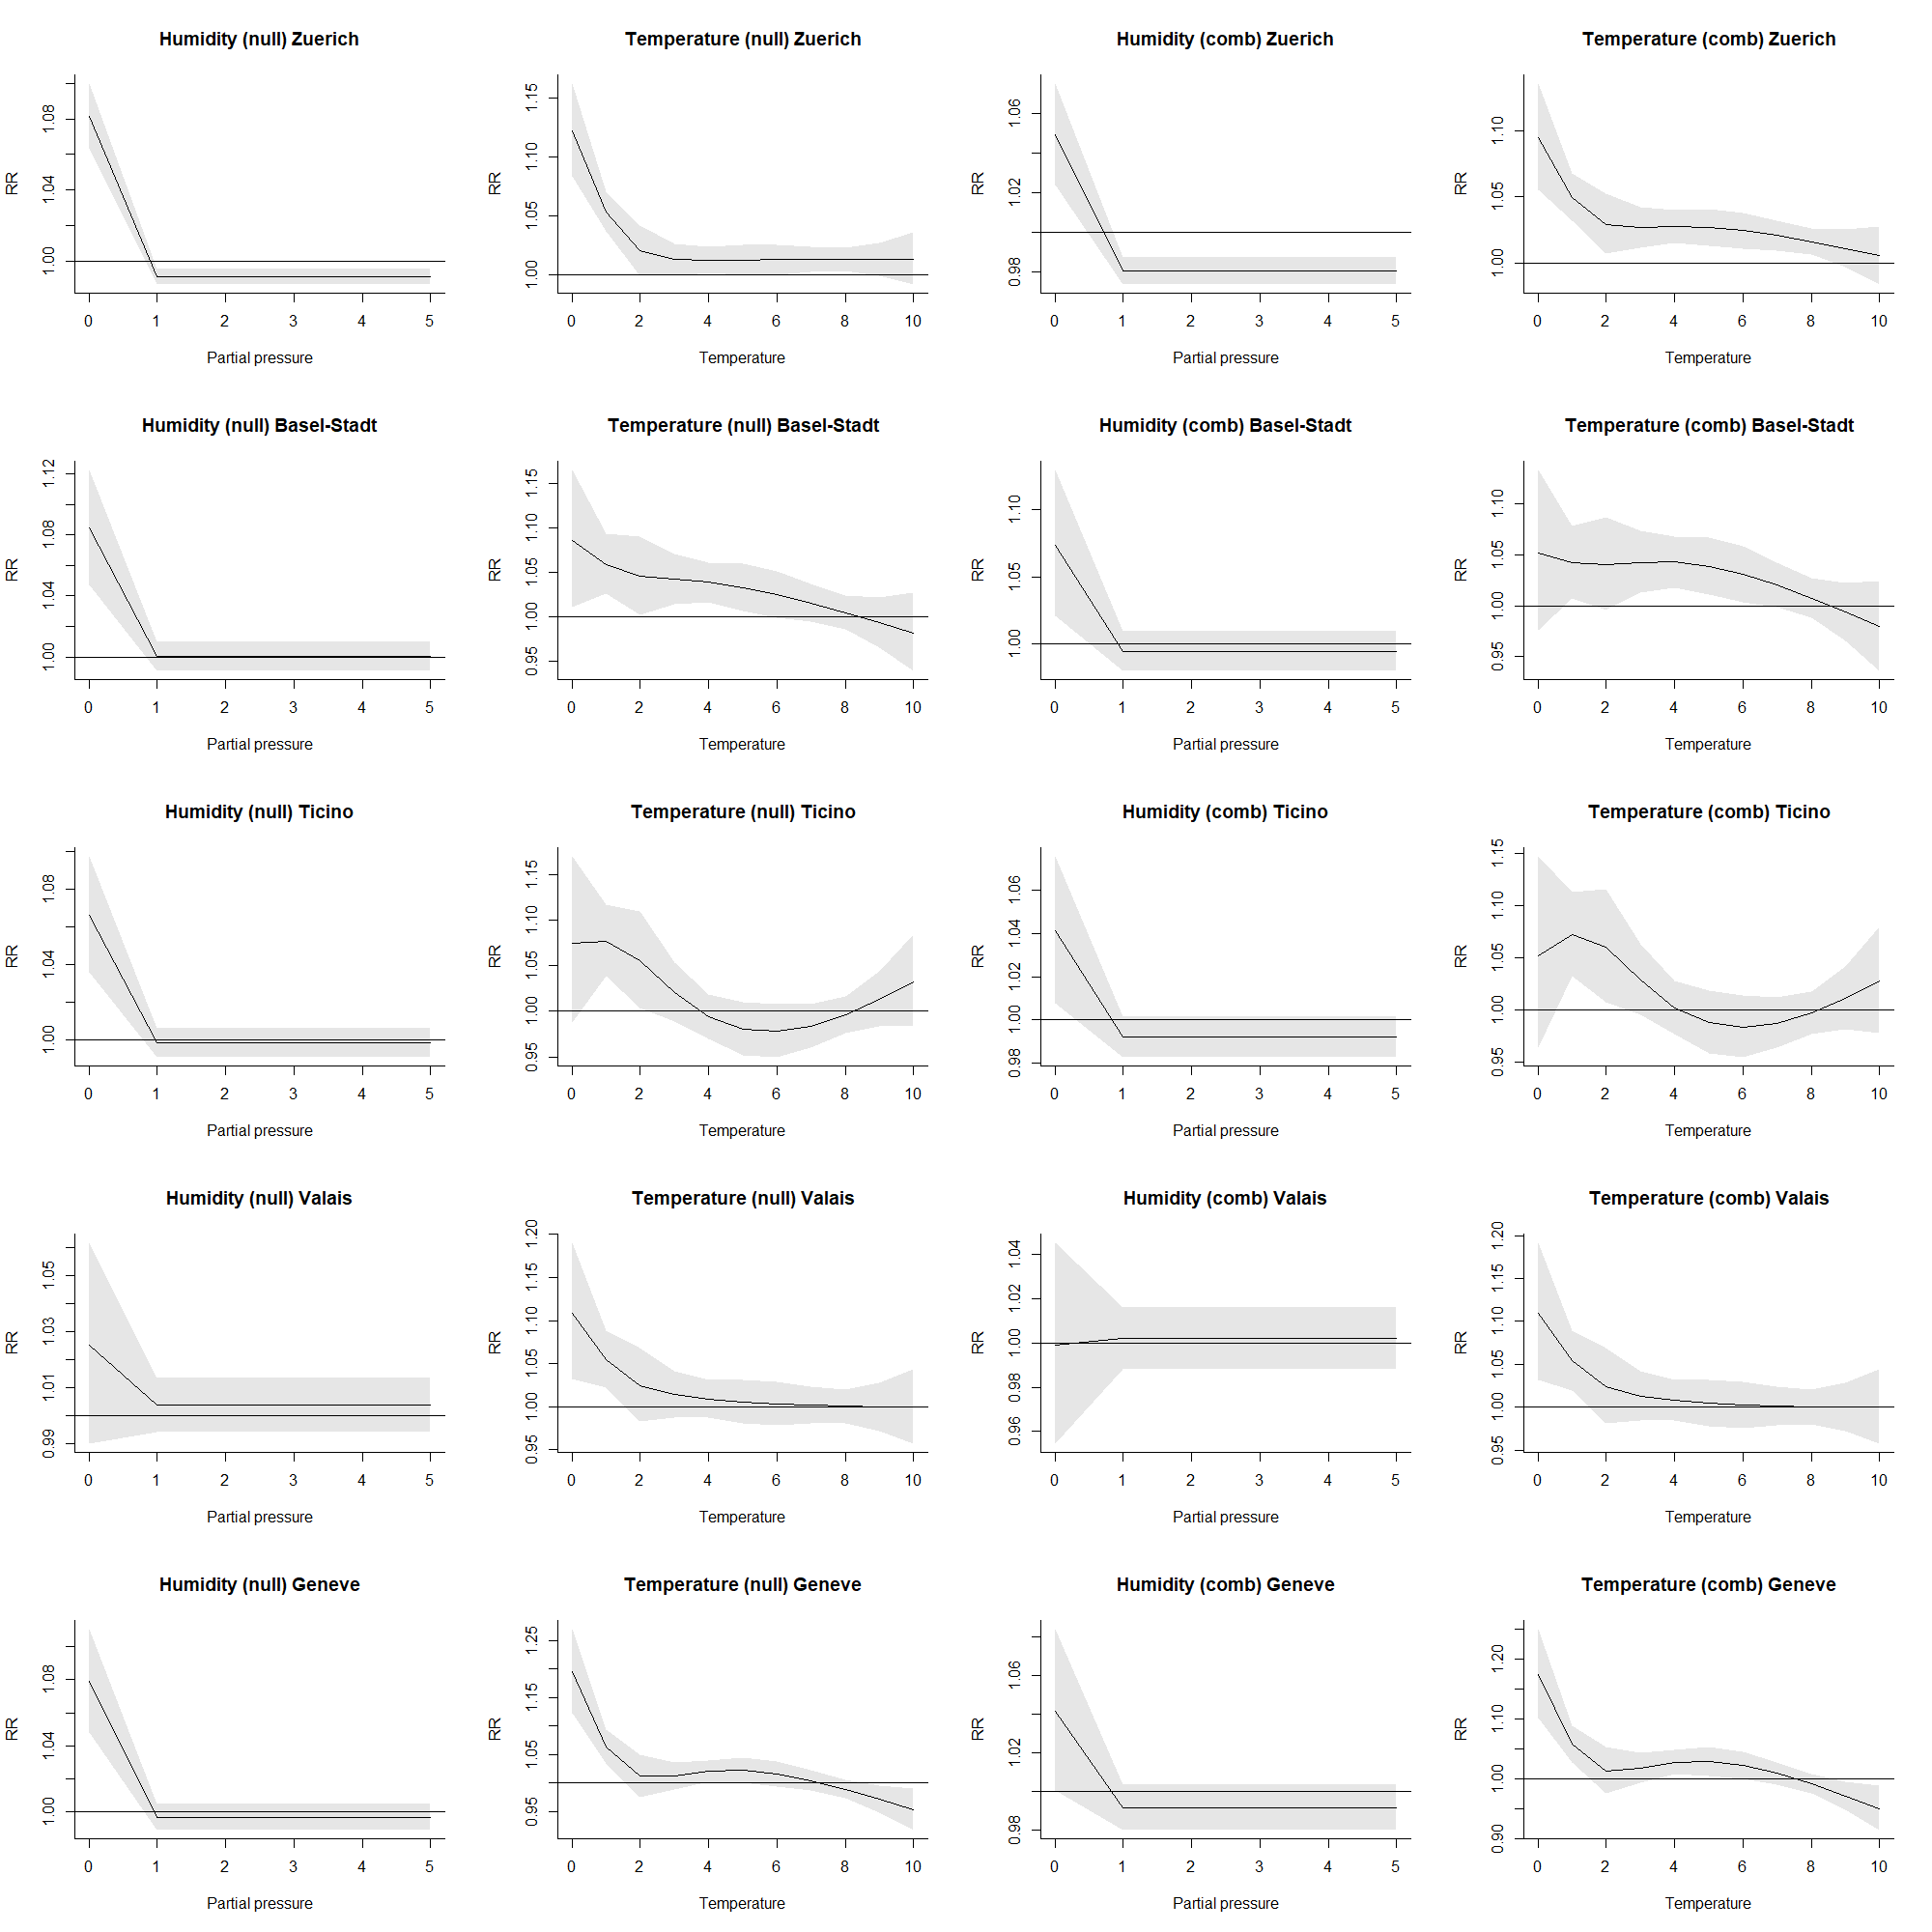 Humidity (null) Zuerich
RR
1.00 1.04 1.08
0 1 2 3 4 5
Partial pressure
Temperature (null) Zuerich
RR
1.00 1.05 1.10 1.15
0 2 4 6 8 10
Temperature
Humidity (comb) Zuerich
RR
0.98 1.02 1.06
0 1 2 3 4 5
Partial pressure
Temperature (comb) Zuerich
RR
1.00 1.05 1.10
0 2 4 6 8 10
Temperature
Humidity (null) Basel-Stadt
RR
1.00 1.04 1.08 1.12
0 1 2 3 4 5
Partial pressure
Temperature (null) Basel-Stadt
RR
0.95 1.00 1.05 1.10 1.15
0 2 4 6 8 10
Temperature
Humidity (comb) Basel-Stadt
RR
1.00 1.05 1.10
0 1 2 3 4 5
Partial pressure
Temperature (comb) Basel-Stadt
RR
0.95 1.00 1.05 1.10
0 2 4 6 8 10
Temperature
Humidity (null) Ticino
RR
1.00 1.04 1.08
0 1 2 3 4 5
Partial pressure
Temperature (null) Ticino
RR
0.95 1.00 1.05 1.10 1.15
0 2 4 6 8 10
Temperature
Humidity (comb) Ticino
RR
0.98 1.00 1.02 1.04 1.06
0 1 2 3 4 5
Partial pressure
Temperature (comb) Ticino
RR
0.95 1.00 1.05 1.10 1.15
0 2 4 6 8 10
Temperature
Humidity (null) Valais
RR
0.99 1.01 1.03 1.05
0 1 2 3 4 5
Partial pressure
Temperature (null) Valais
RR
0.95 1.00 1.05 1.10 1.15 1.20
0 2 4 6 8 10
Temperature
Humidity (comb) Valais
RR
0.96 0.98 1.00 1.02 1.04
0 1 2 3 4 5
Partial pressure
Temperature (comb) Valais
RR
0.95 1.00 1.05 1.10 1.15 1.20
0 2 4 6 8 10
Temperature
Humidity (null) Geneve
RR
1.00 1.04 1.08
0 1 2 3 4 5
Partial pressure
Temperature (null) Geneve
RR
0.95 1.05 1.15 1.25
0 2 4 6 8 10
Temperature
Humidity (comb) Geneve
RR
0.98 1.02 1.06
0 1 2 3 4 5
Partial pressure
Temperature (comb) Geneve
RR
0.90 1.00 1.10 1.20
0 2 4 6 8 10
Temperature